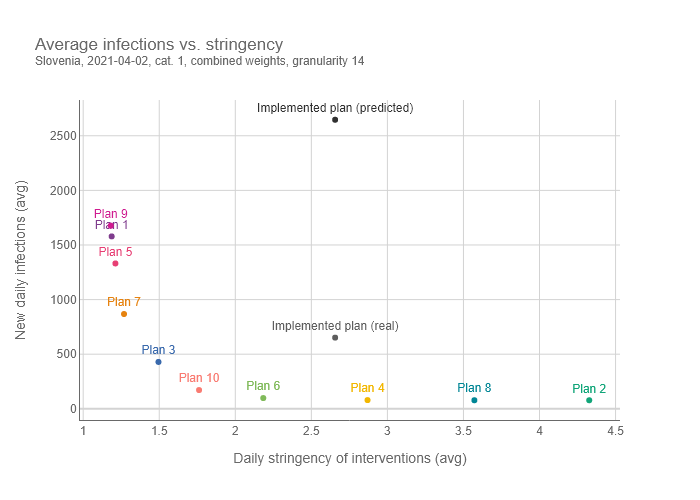 Average infections vs. stringency
Slovenia, 2021-04-02, cat. 1, combined weights, granularity 14
Implemented plan (predicted)
2500
2000
Plan 9
Plan 1
1500
Plan 5
New daily infections (avg)
1000
Plan 7
Implemented plan (real)
500
Plan 3
Plan 10
Plan 6
Plan 4
Plan 8
Plan 2
0
1
1.5
2
2.5
3
3.5
4
4.5
Daily stringency of interventions (avg)